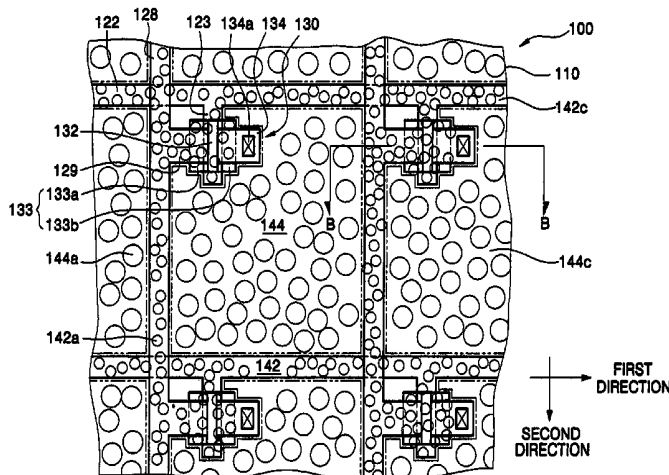 128 123 134a 134 130
122 100
110
142c
132
129
133a
133 {
133b
B B
144
144a 144c
142a
142
FIRST
DIRECTION
SECOND
DIRECTION